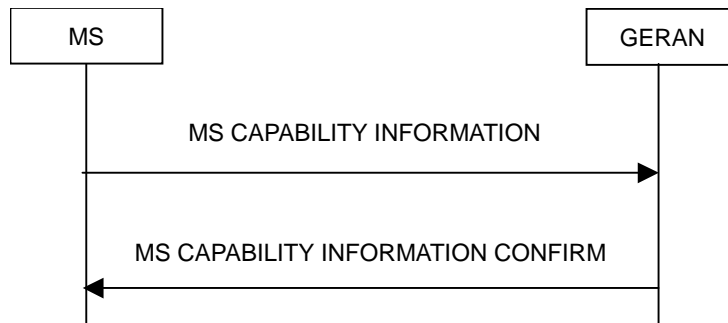 MS
GERAN
MS CAPABILITY INFORMATION
MS CAPABILITY INFORMATION CONFIRM